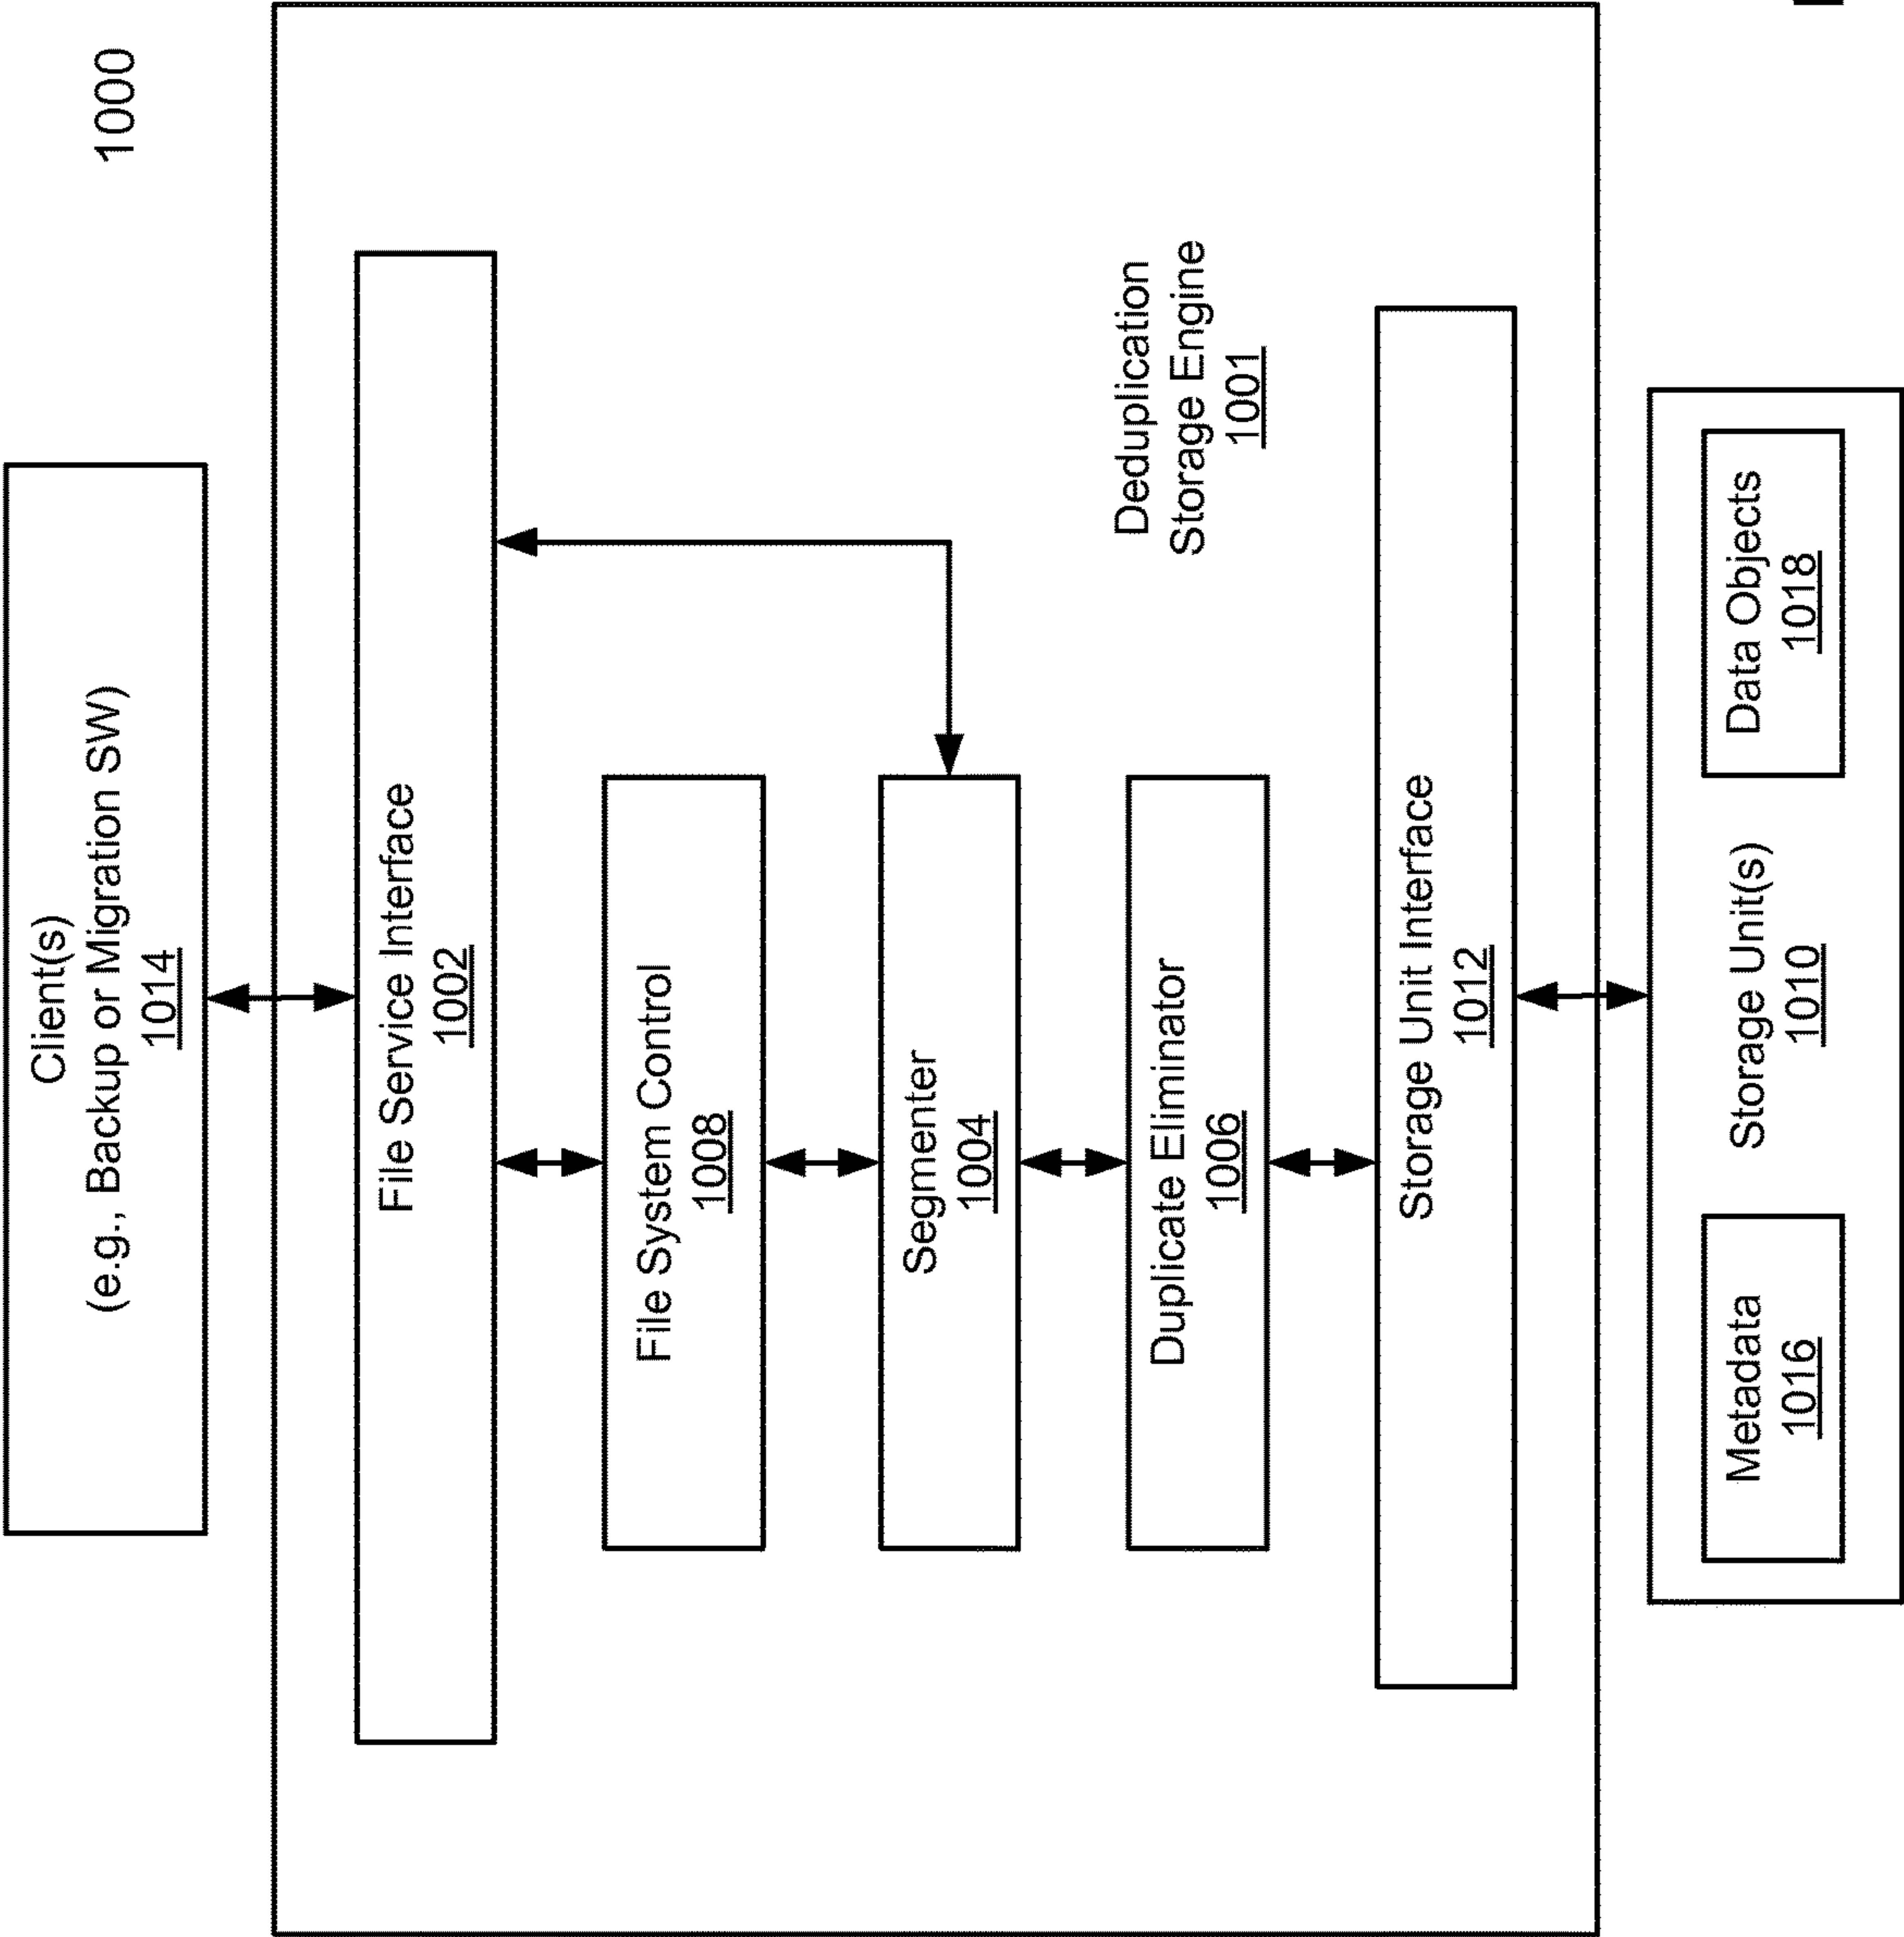 1000
Client(s)
(e.g., Backup or Migration SW)
1014
File Service Interface
1002
File System Control
1008
Segmenter
1004
Duplicate Eliminator
1006
Deduplication
Storage Engine
1001
Storage Unit Interface
1012
Metadata
1016
Storage Unit(s)
1010
Data Objects
1018